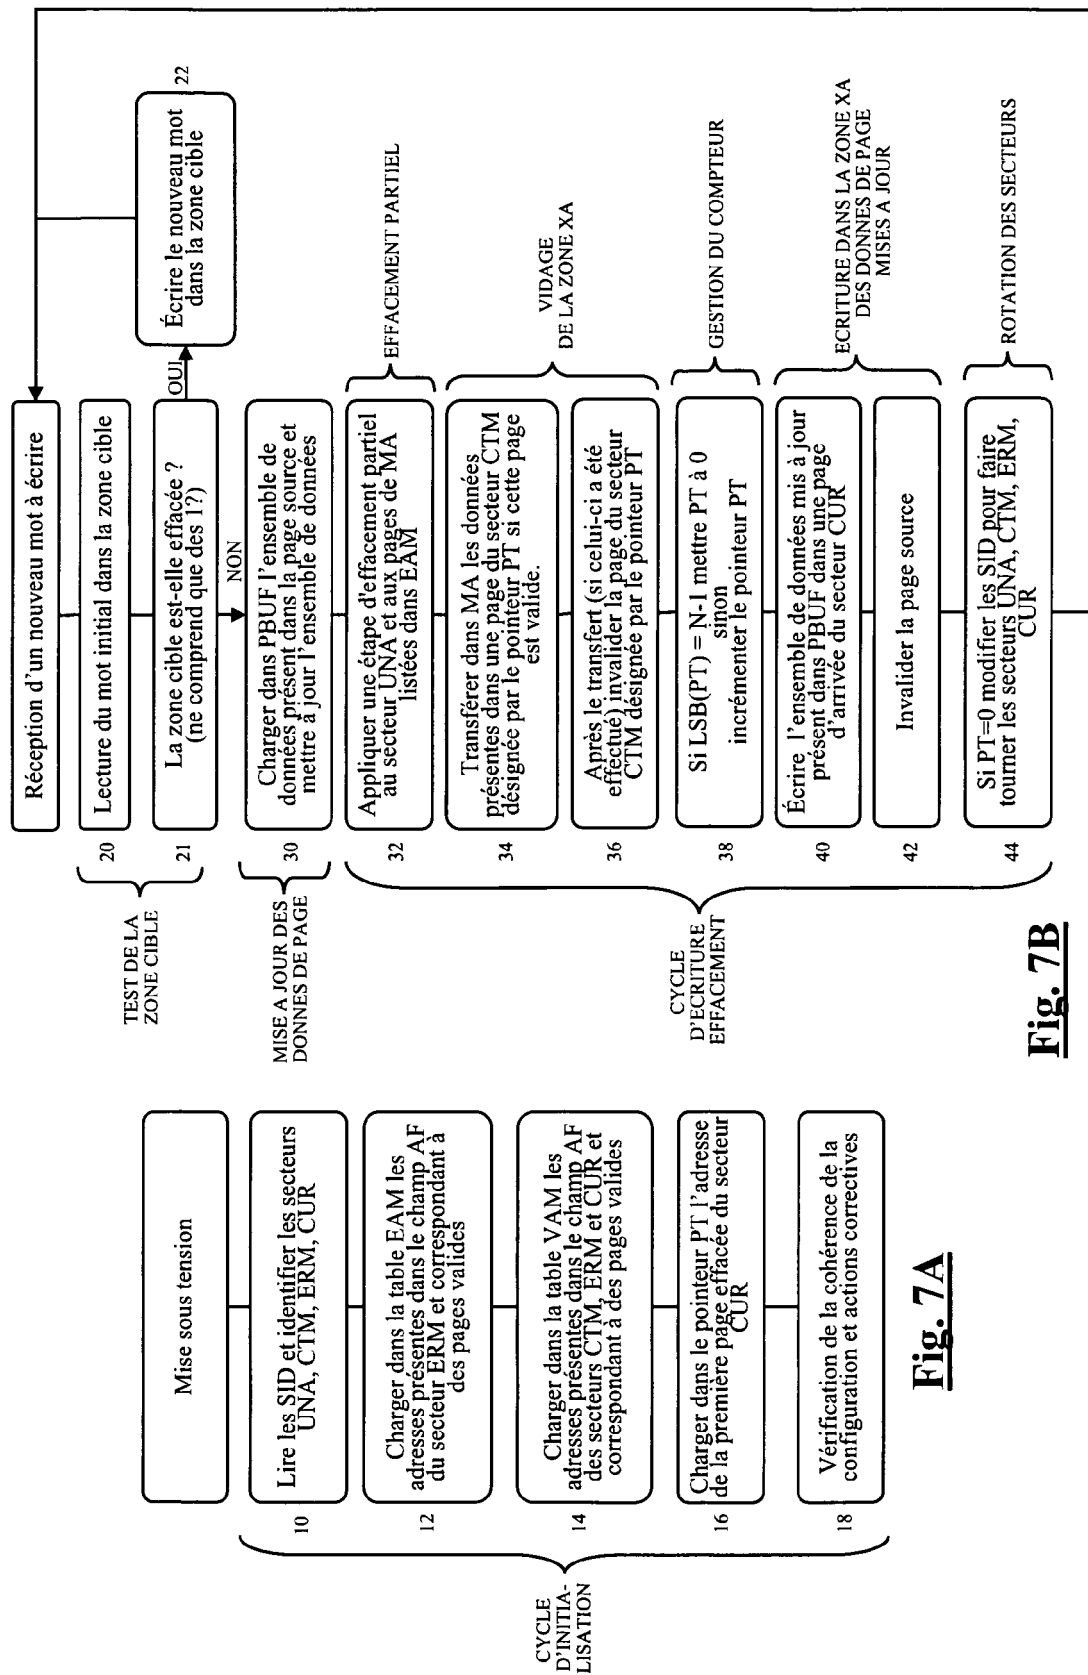 Mise sous tension
CYCLE
D'INITIA-
LISATION
10
Lire les SID et identifier les secteurs
UNA, CTM, ERM, CUR
12
Charger dans la table EAM les
adresses présentes dans le champ AF
du secteur ERM et correspondant à
des pages valides
14
Charger dans la table VAM les
adresses présentes dans le champ AF
des secteurs CTM, ERM et CUR et
correspondant à des pages valides
16
Charger dans le pointeur PT l'adresse
de la première page effacée du secteur
CUR
18
Vérification de la cohérence de la
configuration et actions correctives
Fig. 7A
Réception d'un nouveau mot à écrire
TEST DE LA
ZONE CIBLE
20
Lecture du mot initial dans la zone cible
21
La zone cible est-elle effacée ?
(ne comprend que des 1?)
OUI
Écrire le nouveau mot
dans la zone cible
22
NON
MISE A JOUR DES
DONNES DE PAGE
30
Charger dans PBUF l'ensemble de
données présent dans la page source et
mettre à jour l'ensemble de données
CYCLE
D'ECRITURE
EFFACEMENT
32
Appliquer une étape d'effacement partiel
au secteur UNA et aux pages de MA
listées dans EAM
EFFACEMENT PARTIEL
34
Transférer dans MA les données
présentes dans une page du secteur CTM
désignée par le pointeur PT si cette page
est valide.
VIDAGE
DE LA ZONE XA
36
Après le transfert (si celui-ci a été
effectué) invalider la page du secteur
CTM désignée par le pointeur PT
38
Si LSB(PT) = N-1 mettre PT à 0
sinon
incrémenter le pointeur PT
GESTION DU COMPTEUR
40
Écrire l'ensemble de données mis à jour
présent dans PBUF dans une page
d'arrivée du secteur CUR
ECRITURE DANS LA ZONE XA
DES DONNES DE PAGE
MISES A JOUR
42
Invalider la page source
44
Si PT=0 modifier les SID pour faire
tourner les secteurs UNA, CTM, ERM,
CUR
ROTATION DES SECTEURS
Fig. 7B